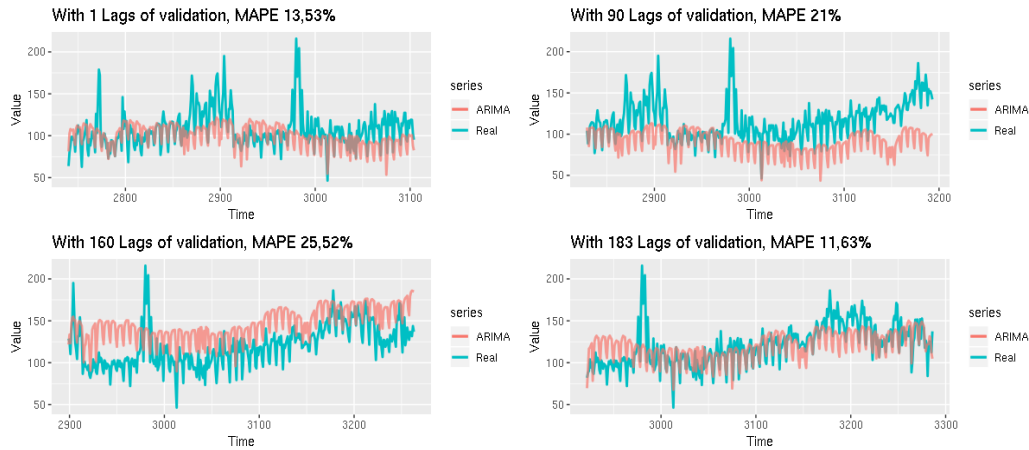 With 1 Lags of validation, MAPE 13,53%
200
150
100
50
Value
2800
2900
3000
3100
Time
series
ARIMA
Real
With 90 Lags of validation, MAPE 21%
200
150
100
50
Value
2900
3000
3100
3200
Time
series
ARIMA
Real
With 160 Lags of validation, MAPE 25,52%
200
150
100
50
Value
2900
3000
3100
3200
Time
series
ARIMA
Real
With 183 Lags of validation, MAPE 11,63%
200
150
100
50
Value
3000
3100
3200
3300
Time
series
ARIMA
Real